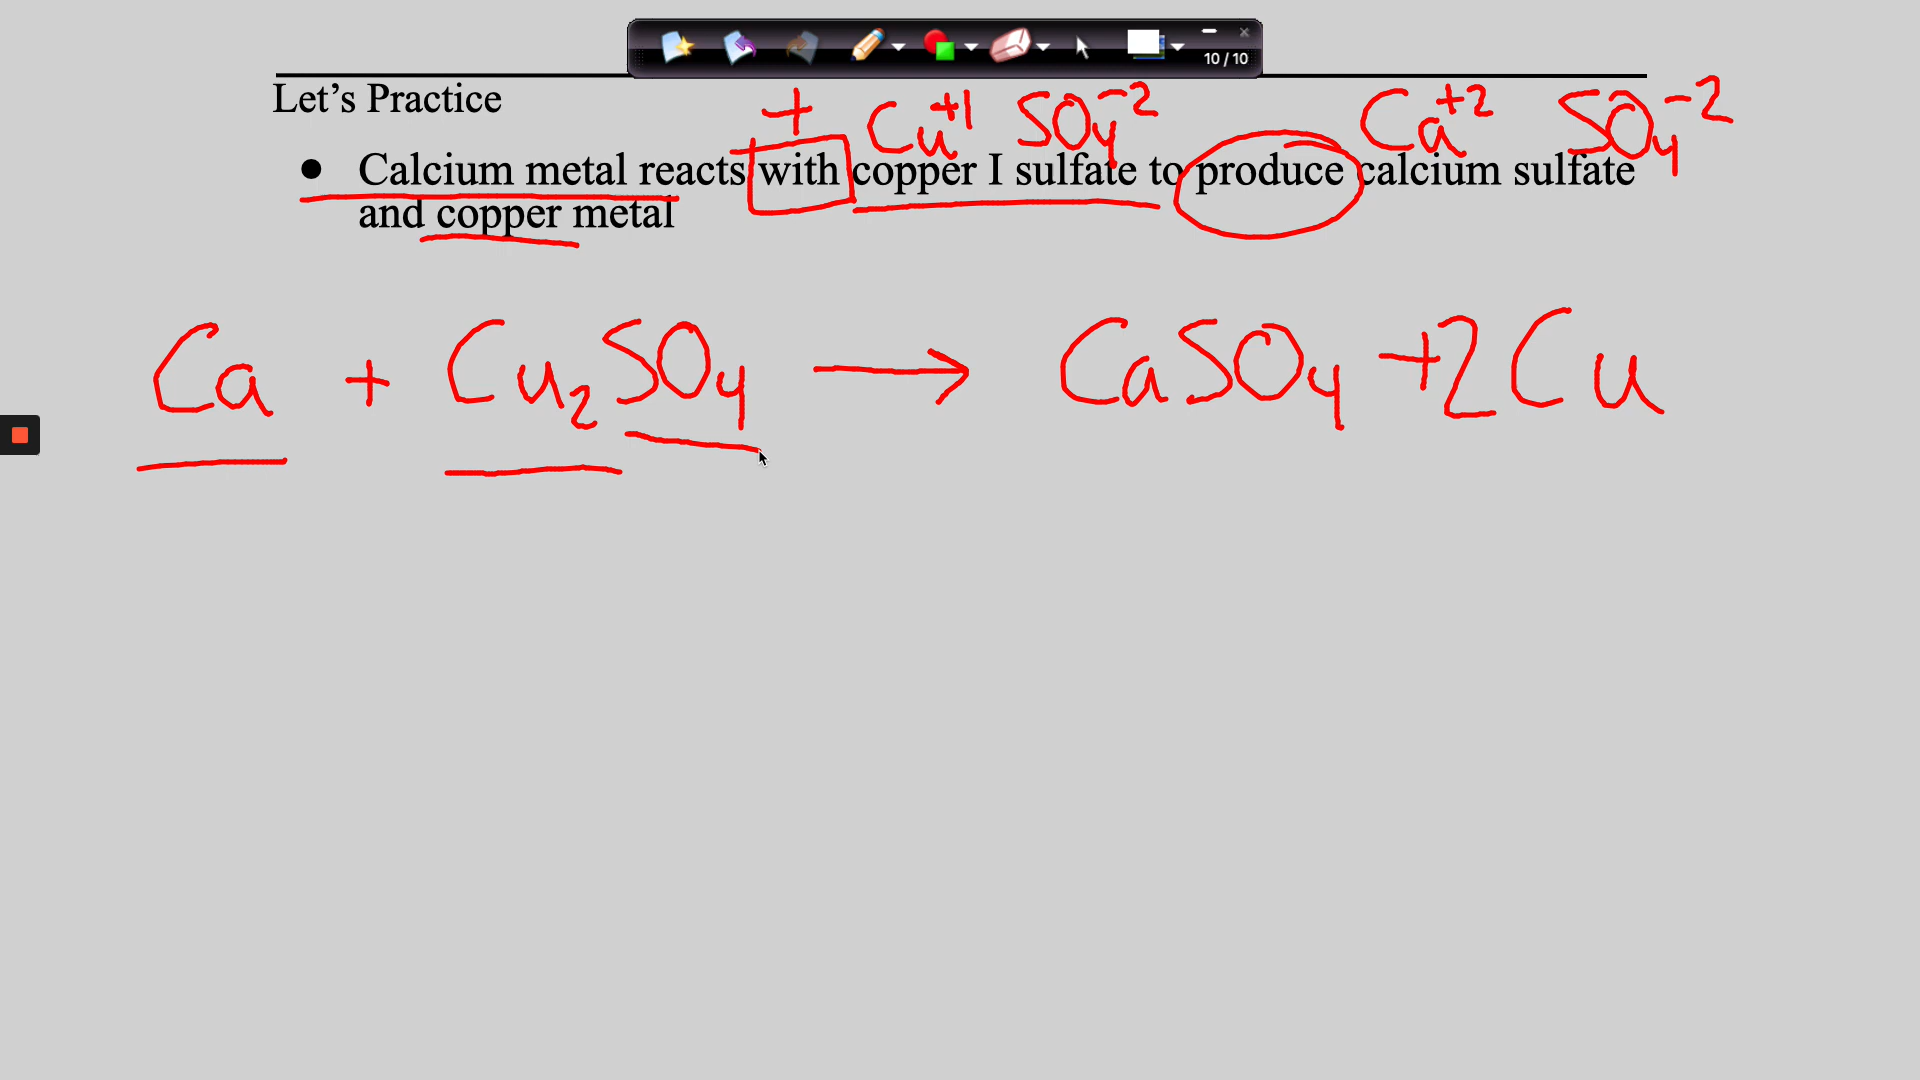 10 / 10
Let’s Practice
+ Cu+1 SO4-2 Ca+2 SO4-2
● Calcium metal reacts with copper I sulfate to produce calcium sulfate
and copper metal
Ca + Cu2SO4 → CaSO4 + 2Cu